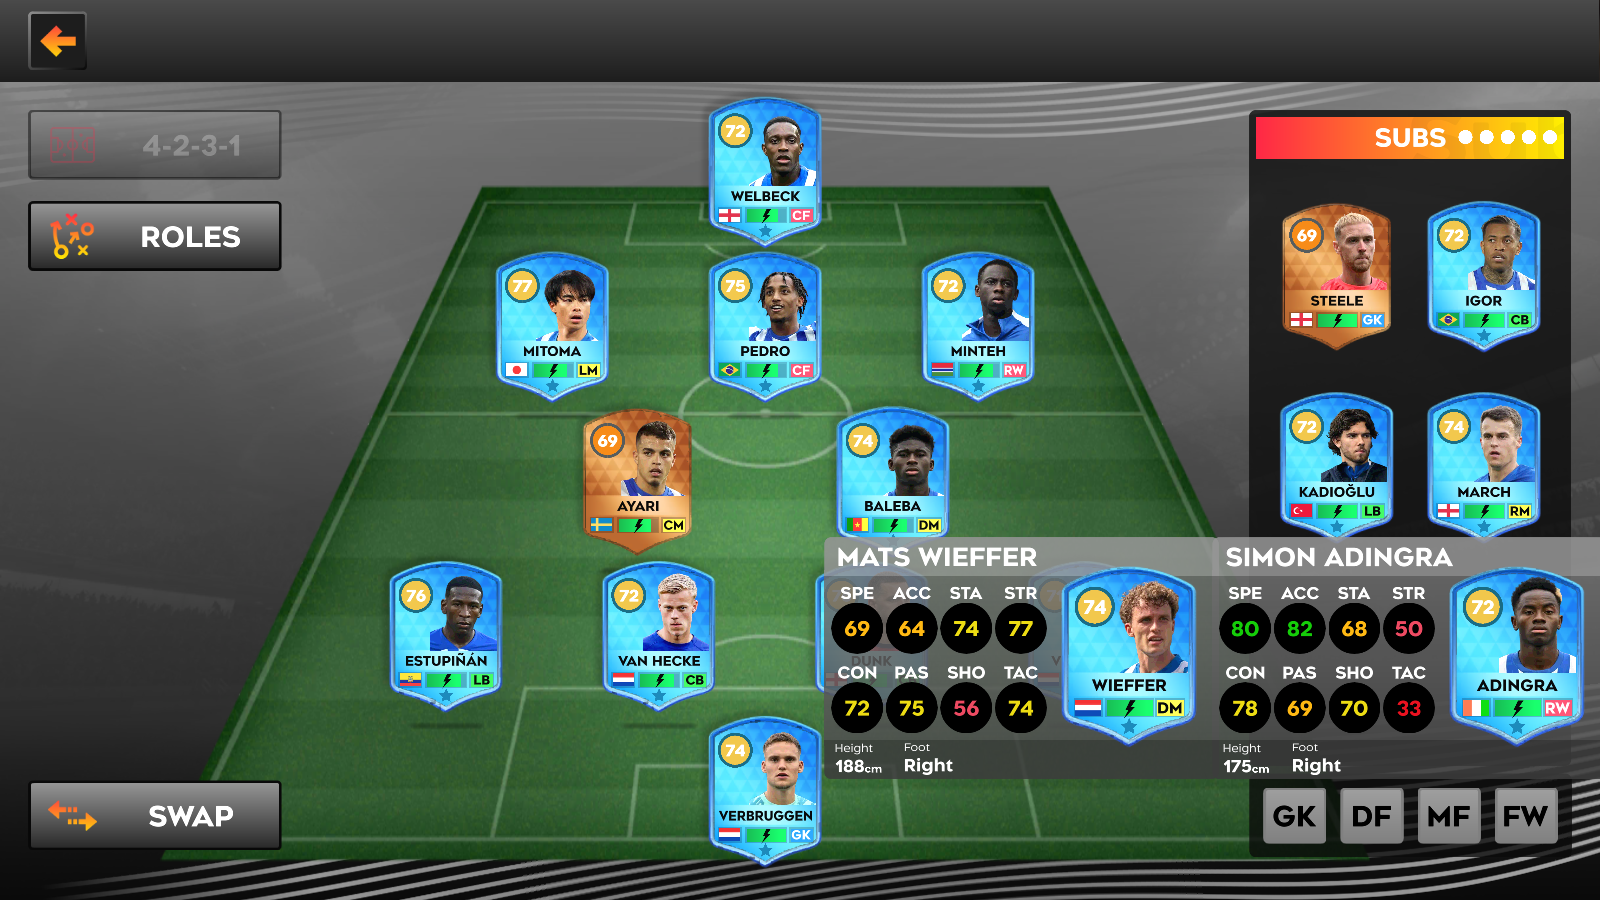 4-2-3-1
ROLES
SWAP
72
WELBECK
CF
77
MITOMA
LM
75
PEDRO
CF
72
MINTEH
RW
69
AYARI
CM
74
BALEBA
DM
76
ESTUPIÑÁN
LB
72
VAN HECKE
CB
DUNK
74
VERBRUGGEN
GK
SUBS
69
STEELE
GK
72
IGOR
CB
72
KADIOĞLU
LB
74
MARCH
RM
MATS WIEFFER
SPE ACC STA STR
69 64 74 77
CON PAS SHO TAC
72 75 56 74
Height Foot
188cm Right
74
WIEFFER
DM
SIMON ADINGRA
SPE ACC STA STR
80 82 68 50
CON PAS SHO TAC
78 69 70 33
Height Foot
175cm Right
72
ADINGRA
RW
GK DF MF FW